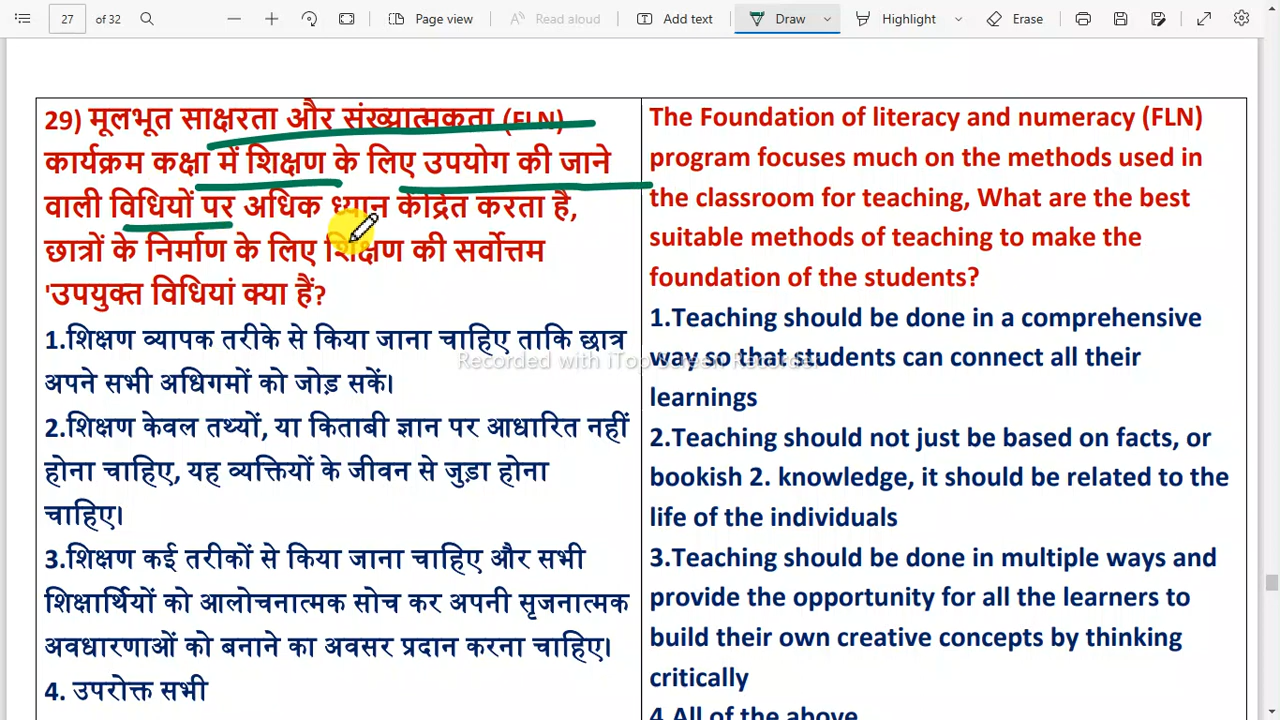 27 of 32 Page view Read aloud Add text Draw Highlight Erase
29) मूलभूत साक्षरता और संख्यात्मकता (FLN)
कार्यक्रम कक्षा में शिक्षण के लिए उपयोग की जाने
वाली विधियों पर अधिक ध्यान केंद्रित करता है,
छात्रों के निर्माण के लिए शिक्षण की सर्वोत्तम
'उपयुक्त विधियां क्या हैं?
1.शिक्षण व्यापक तरीके से किया जाना चाहिए ताकि छात्र
अपने सभी अधिगमों को जोड़ सकें।
2.शिक्षण केवल तथ्यों, या किताबी ज्ञान पर आधारित नहीं
होना चाहिए, यह व्यक्तियों के जीवन से जुड़ा होना
चाहिए।
3.शिक्षण कई तरीकों से किया जाना चाहिए और सभी
शिक्षार्थियों को आलोचनात्मक सोच कर अपनी सृजनात्मक
अवधारणाओं को बनाने का अवसर प्रदान करना चाहिए।
4. उपरोक्त सभी
The Foundation of literacy and numeracy (FLN)
program focuses much on the methods used in
the classroom for teaching, What are the best
suitable methods of teaching to make the
foundation of the students?
1.Teaching should be done in a comprehensive
way so that students can connect all their
learnings
2.Teaching should not just be based on facts, or
bookish 2. knowledge, it should be related to the
life of the individuals
3.Teaching should be done in multiple ways and
provide the opportunity for all the learners to
build their own creative concepts by thinking
critically
4.All of the above
Recorded with iTop Screen Recorder